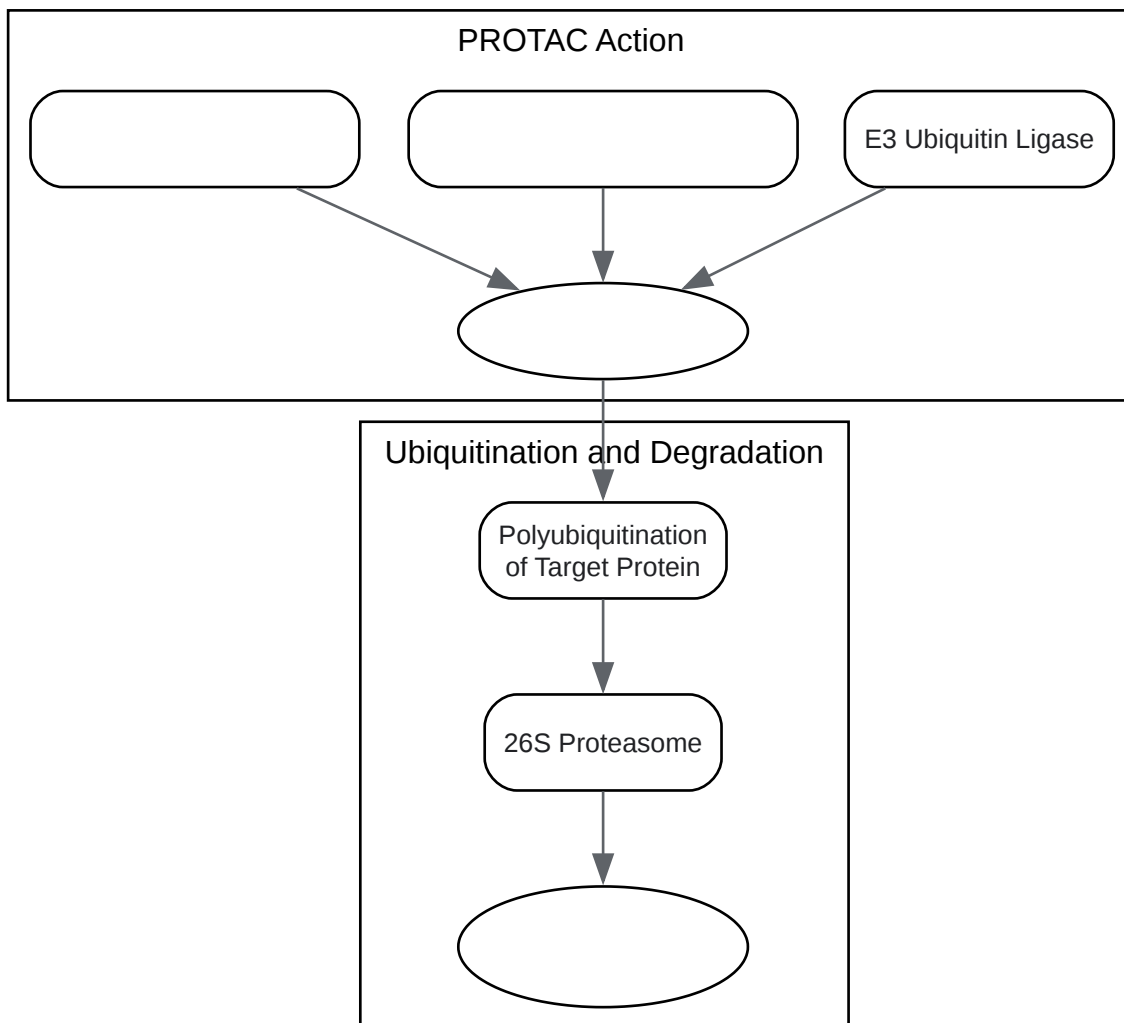 PROTAC Action
E3 Ubiquitin Ligase
Ubiquitination and Degradation
Polyubiquitination
of Target Protein
26S Proteasome